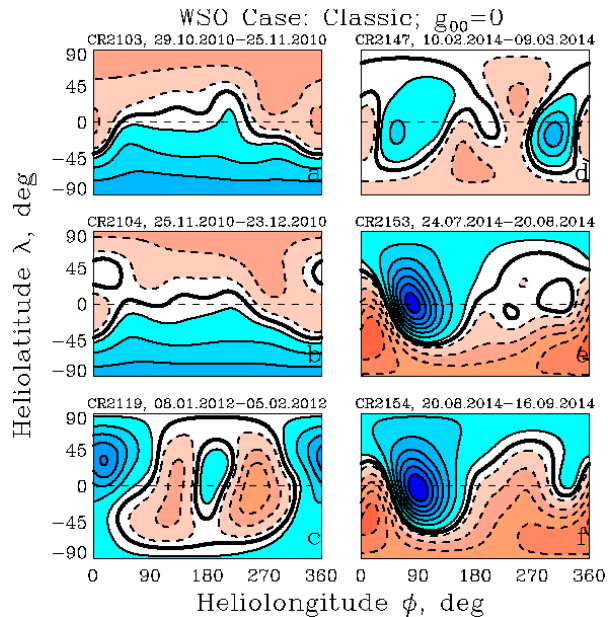 WSO Case: Classic; g₀₀=0
CR2103, 29.10.2010−25.11.2010
CR2147, 10.02.2014−09.03.2014
90
45
0
−45
−90
a
d
CR2104, 25.11.2010−23.12.2010
CR2153, 24.07.2014−20.08.2014
90
45
0
−45
−90
b
e
CR2119, 08.01.2012−05.02.2012
CR2154, 20.08.2014−16.09.2014
90
45
0
−45
−90
c
f
0 90 180 270 360
0 90 180 270 360
Heliolatitude λ, deg
Heliolongitude ϕ, deg